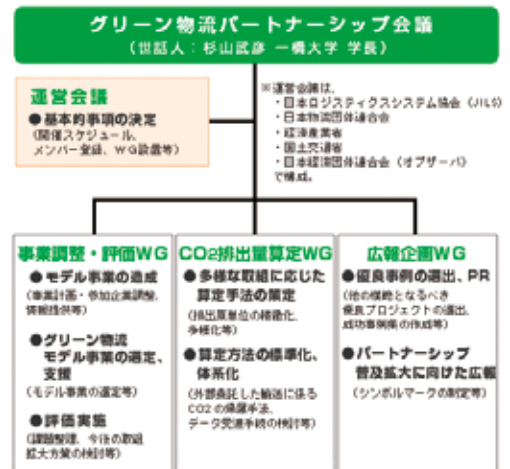 グリーン物流パートナーシップ会議
(世話人：杉山武彦 一橋大学 学長)
運営会議
●基本的事項の決定
(開催スケジュール、
メンバー登録、WG設置等)
※運営会議は、
・日本ロジスティクスシステム協会 (JILS)
・日本物流団体連合会
・経済産業省
・国土交通省
・日本経済団体連合会 (オブザーバ)
で構成。
事業調整・評価WG
●モデル事業の造成
(事業計画・参加企業調整、
情報提供等)
●グリーン物流
モデル事業の選定、
支援
(モデル事業の選定等)
●評価実施
(課題整理、今後の取組
拡大方策の検討等)
CO2排出量算定WG
●多様な取組に応じた
算定手法の策定
(排出原単位の精緻化、
多様化等)
●算定方法の標準化、
体系化
(外部委託した輸送に係る
CO2の帰属手法、
データ受渡手続の検討等)
広報企画WG
●優良事例の選出、PR
(他の模範となるべき
優良プロジェクトの選出、
成功事例集の作成等)
●パートナーシップ
普及拡大に向けた広報
(シンボルマークの制定等)